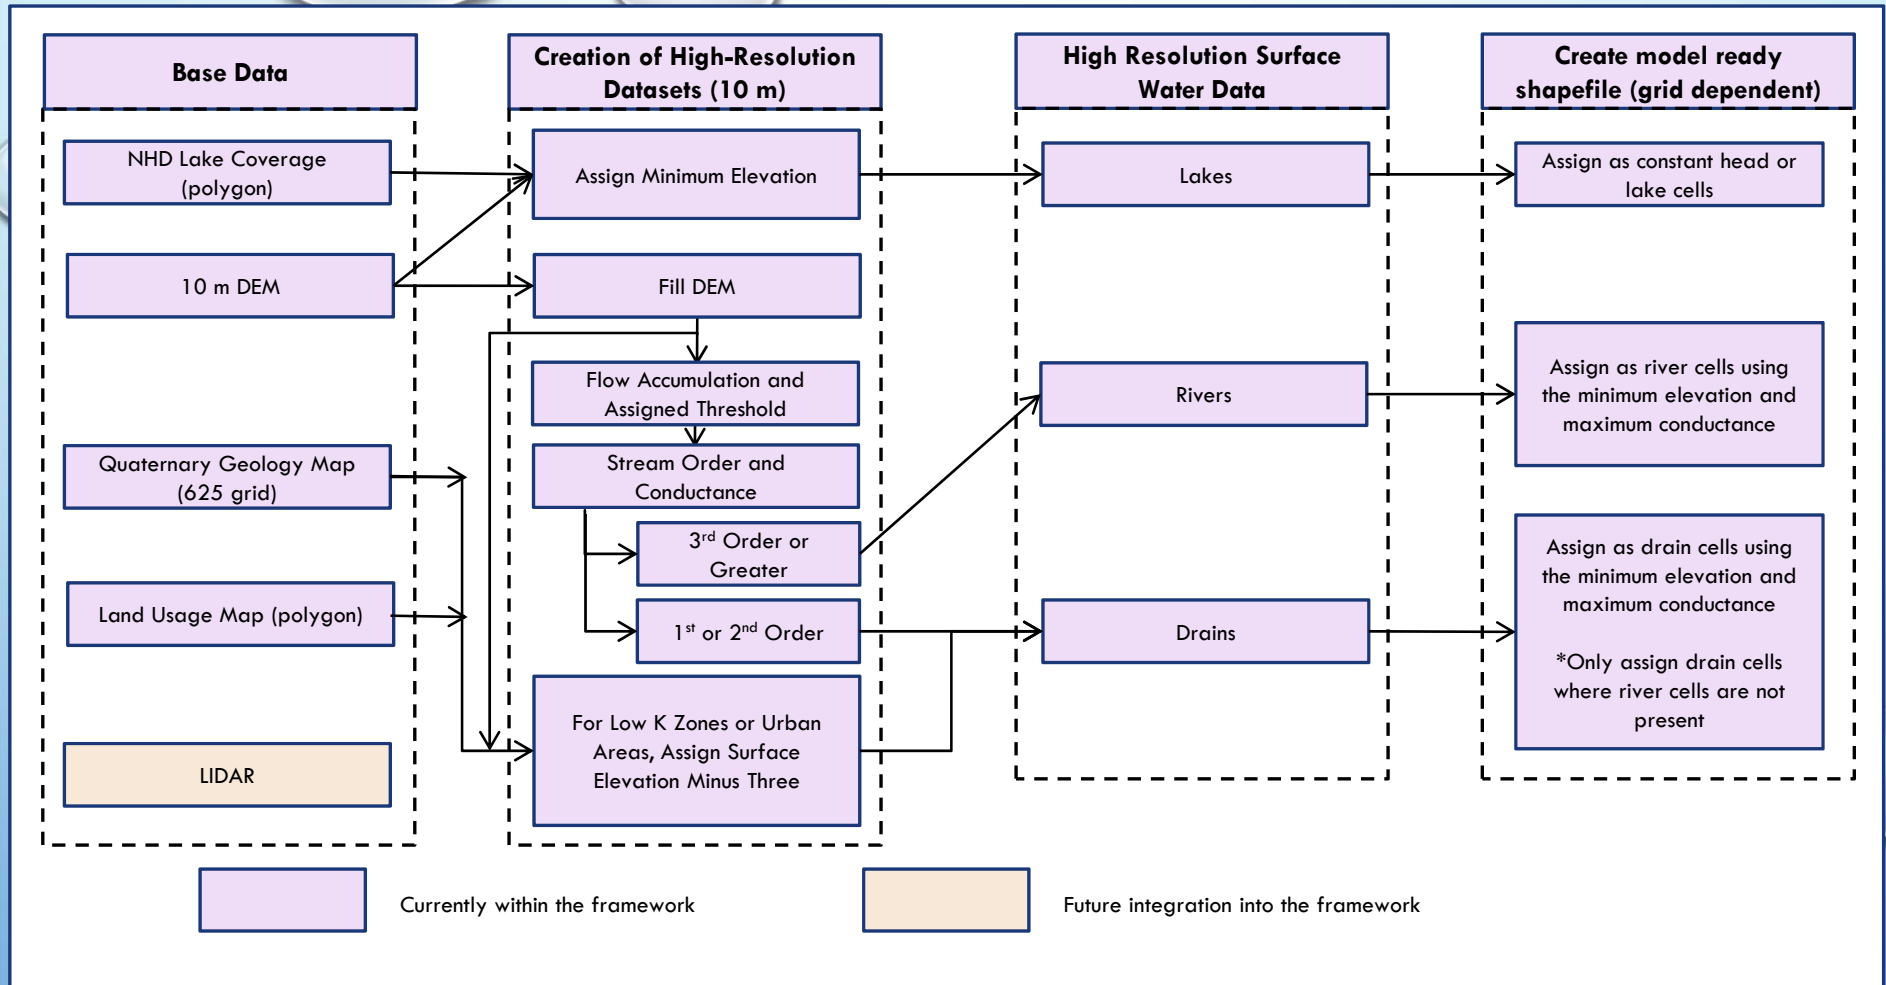 Base Data
NHD Lake Coverage
(polygon)
10 m DEM
Quaternary Geology Map
(625 grid)
Land Usage Map (polygon)
LIDAR
Creation of High-Resolution
Datasets (10 m)
Assign Minimum Elevation
Fill DEM
Flow Accumulation and
Assigned Threshold
Stream Order and
Conductance
3rd Order or
Greater
1st or 2nd Order
For Low K Zones or Urban
Areas, Assign Surface
Elevation Minus Three
High Resolution Surface
Water Data
Lakes
Rivers
Drains
Create model ready
shapefile (grid dependent)
Assign as constant head or
lake cells
Assign as river cells using
the minimum elevation and
maximum conductance
Assign as drain cells using
the minimum elevation and
maximum conductance
*Only assign drain cells
where river cells are not
present
Currently within the framework
Future integration into the framework